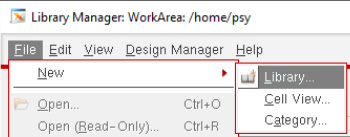 Library Manager: WorkArea: /home/psy
File Edit View Design Manager Help
New
Library...
Cell View...
Open... Ctrl+O
Category...
Open (Read-Only)... Ctrl+R